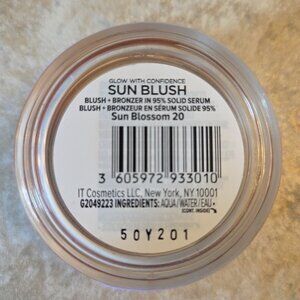 GLOW WITH CONFIDENCE
SUN BLUSH
BLUSH + BRONZER IN 95% SOLID SERUM
BLUSH + BRONZEUR EN SÉRUM SOLIDE 95%
Sun Blossom 20
3 605972 933010
IT Cosmetics LLC, New York, NY 10001
G2049223 INGREDIENTS: AQUA/WATER/EAU •
(CONT. INSIDE)
50Y201